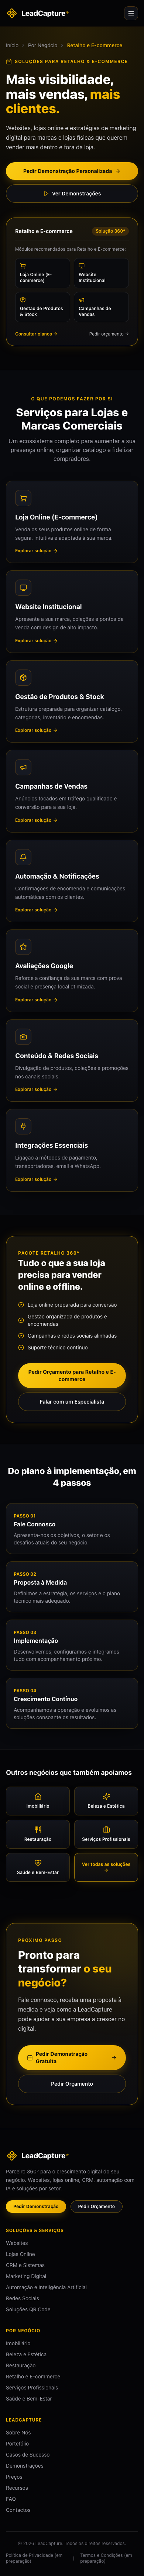 LeadCapture°
Início > Por Negócio > Retalho e E-commerce
SOLUÇÕES PARA RETALHO & E-COMMERCE
Mais visibilidade,
mais vendas, mais
clientes.
Websites, lojas online e estratégias de marketing
digital para marcas e lojas físicas que querem
vender mais dentro e fora da loja.
Pedir Demonstração Personalizada →
Ver Demonstrações
Retalho e E-commerce
Solução 360º
Módulos recomendados para Retalho e E-commerce:
Loja Online (E-
commerce)
Website
Institucional
Gestão de Produtos
& Stock
Campanhas de
Vendas
Consultar planos →
Pedir orçamento →
O QUE PODEMOS FAZER POR SI
Serviços para Lojas e
Marcas Comerciais
Um ecossistema completo para aumentar a sua
presença online, organizar catálogo e fidelizar
compradores.
Loja Online (E-commerce)
Venda os seus produtos online de forma
segura, intuitiva e adaptada à sua marca.
Explorar solução →
Website Institucional
Apresente a sua marca, coleções e pontos de
venda com design de alto impacto.
Explorar solução →
Gestão de Produtos & Stock
Estrutura preparada para organizar catálogo,
categorias, inventário e encomendas.
Explorar solução →
Campanhas de Vendas
Anúncios focados em tráfego qualificado e
conversão para a sua loja.
Explorar solução →
Automação & Notificações
Confirmações de encomenda e comunicações
automáticas com os clientes.
Explorar solução →
Avaliações Google
Reforce a confiança da sua marca com prova
social e presença local otimizada.
Explorar solução →
Conteúdo & Redes Sociais
Divulgação de produtos, coleções e promoções
nos canais sociais.
Explorar solução →
Integrações Essenciais
Ligação a métodos de pagamento,
transportadoras, email e WhatsApp.
Explorar solução →
PACOTE RETALHO 360º
Tudo o que a sua loja
precisa para vender
online e offline.
Loja online preparada para conversão
Gestão organizada de produtos e
encomendas
Campanhas e redes sociais alinhadas
Suporte técnico contínuo
Pedir Orçamento para Retalho e E-
commerce
Falar com um Especialista
Do plano à implementação, em
4 passos
PASSO 01
Fale Connosco
Apresenta-nos os objetivos, o setor e os
desafios atuais do seu negócio.
PASSO 02
Proposta à Medida
Definimos a estratégia, os serviços e o plano
técnico mais adequado.
PASSO 03
Implementação
Desenvolvemos, configuramos e integramos
tudo com acompanhamento próximo.
PASSO 04
Crescimento Contínuo
Acompanhamos a operação e evoluímos as
soluções consoante os resultados.
Outros negócios que também apoiamos
Imobiliário
Beleza e Estética
Restauração
Serviços Profissionais
Saúde e Bem-Estar
Ver todas as soluções
→
PRÓXIMO PASSO
Pronto para
transformar o seu
negócio?
Fale connosco, receba uma proposta à
medida e veja como a LeadCapture
pode ajudar a sua empresa a crescer no
digital.
Pedir Demonstração
Gratuita →
Pedir Orçamento
LeadCapture°
Parceiro 360º para o crescimento digital do seu
negócio. Websites, lojas online, CRM, automação com
IA e soluções por setor.
Pedir Demonstração
Pedir Orçamento
SOLUÇÕES & SERVIÇOS
Websites
Lojas Online
CRM e Sistemas
Marketing Digital
Automação e Inteligência Artificial
Redes Sociais
Soluções QR Code
POR NEGÓCIO
Imobiliário
Beleza e Estética
Restauração
Retalho e E-commerce
Serviços Profissionais
Saúde e Bem-Estar
LEADCAPTURE
Sobre Nós
Portefólio
Casos de Sucesso
Demonstrações
Preços
Recursos
FAQ
Contactos
© 2026 LeadCapture. Todos os direitos reservados.
Política de Privacidade (em
preparação)
|
Termos e Condições (em
preparação)